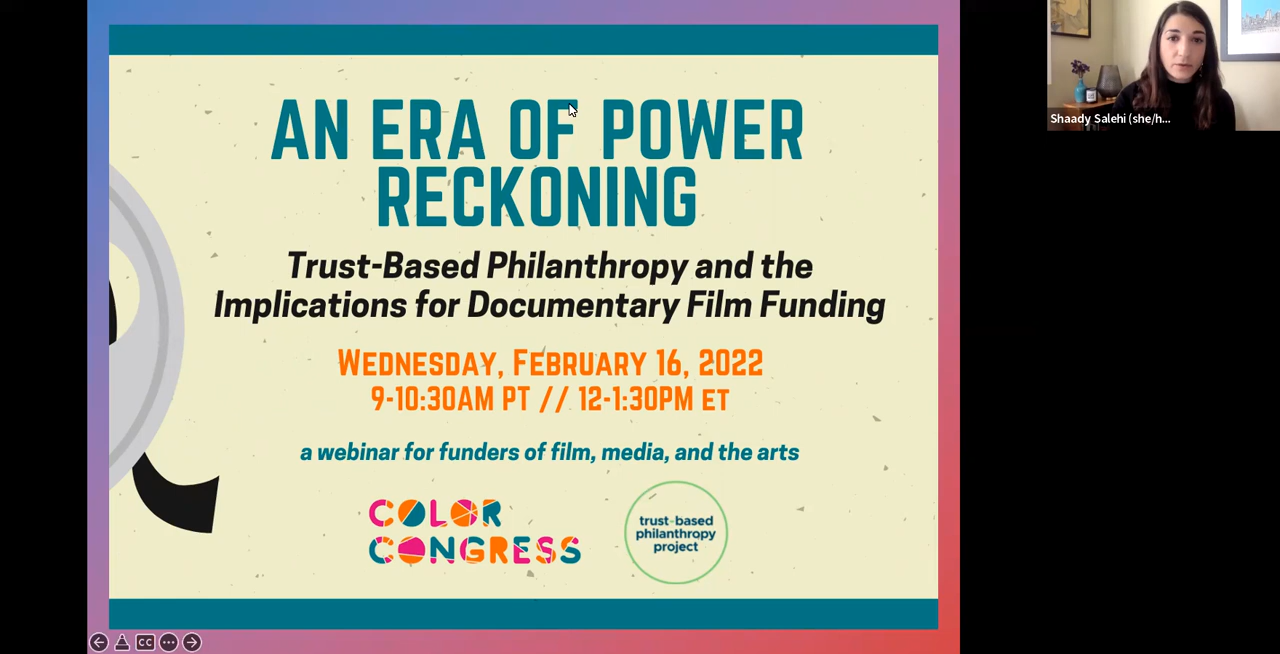 AN ERA OF POWER
RECKONING
Trust-Based Philanthropy and the
Implications for Documentary Film Funding
WEDNESDAY, FEBRUARY 16, 2022
9-10:30AM PT // 12-1:30PM ET
a webinar for funders of film, media, and the arts
COLOR
CONGRESS
trust-based
philanthropy
project
Shaady Salehi (she/h...
CC